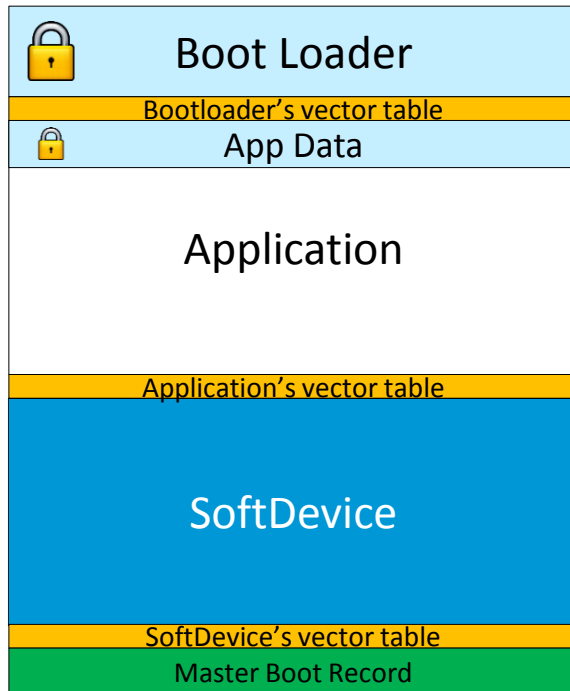 Boot Loader
Bootloader's vector table
App Data
Application
Application's vector table
SoftDevice
SoftDevice's vector table
Master Boot Record